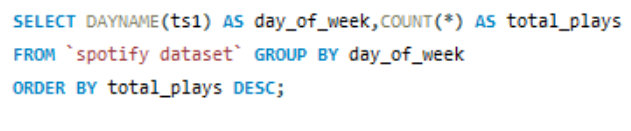 SELECT DAYNAME(ts1) AS day_of_week,COUNT(*) AS total_plays
FROM `spotify dataset` GROUP BY day_of_week
ORDER BY total_plays DESC;